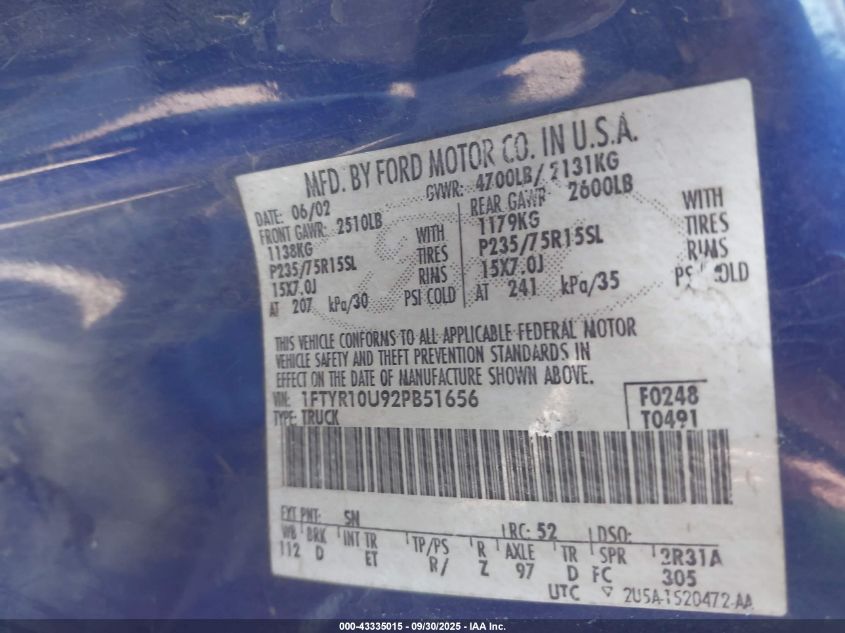 MFD. BY FORD MOTOR CO. IN U.S.A.
DATE: 06/02 GVWR: 4700LB/ 2131KG
FRONT GAWR: 2510LB REAR GAWR 2600LB
1138KG WITH 1179KG WITH
P235/75R15SL TIRES P235/75R15SL TIRES
15X7.0J RIMS 15X7.0J RIMS
AT 207 kPa/30 PSI COLD AT 241 kPa/35 PSI COLD
THIS VEHICLE CONFORMS TO ALL APPLICABLE FEDERAL MOTOR
VEHICLE SAFETY AND THEFT PREVENTION STANDARDS IN
EFFECT ON THE DATE OF MANUFACTURE SHOWN ABOVE.
VIN: 1FTYR10U92PB51656 F0248
TYPE: TRUCK T0491
EXT PNT: SN RC: 52 DSO:
WB BRK INT TR TP/PS R AXLE TR SPR 2R31A
112 D ET R/ Z 97 D FC 305
UTC ▽ 2U5A-1520472-AA
000-43335015 - 09/30/2025 - IAA Inc.